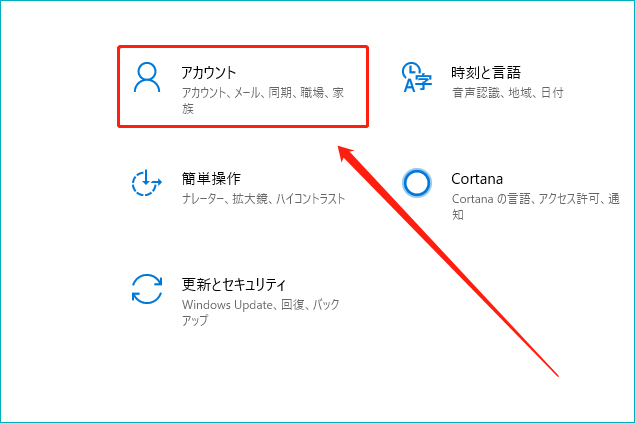 アカウント
アカウント、メール、同期、職場、家
族
時刻と言語
音声認識、地域、日付
簡単操作
ナレーター、拡大鏡、ハイコントラスト
Cortana
Cortana の言語、アクセス許可、通
知
更新とセキュリティ
Windows Update、回復、バック
アップ